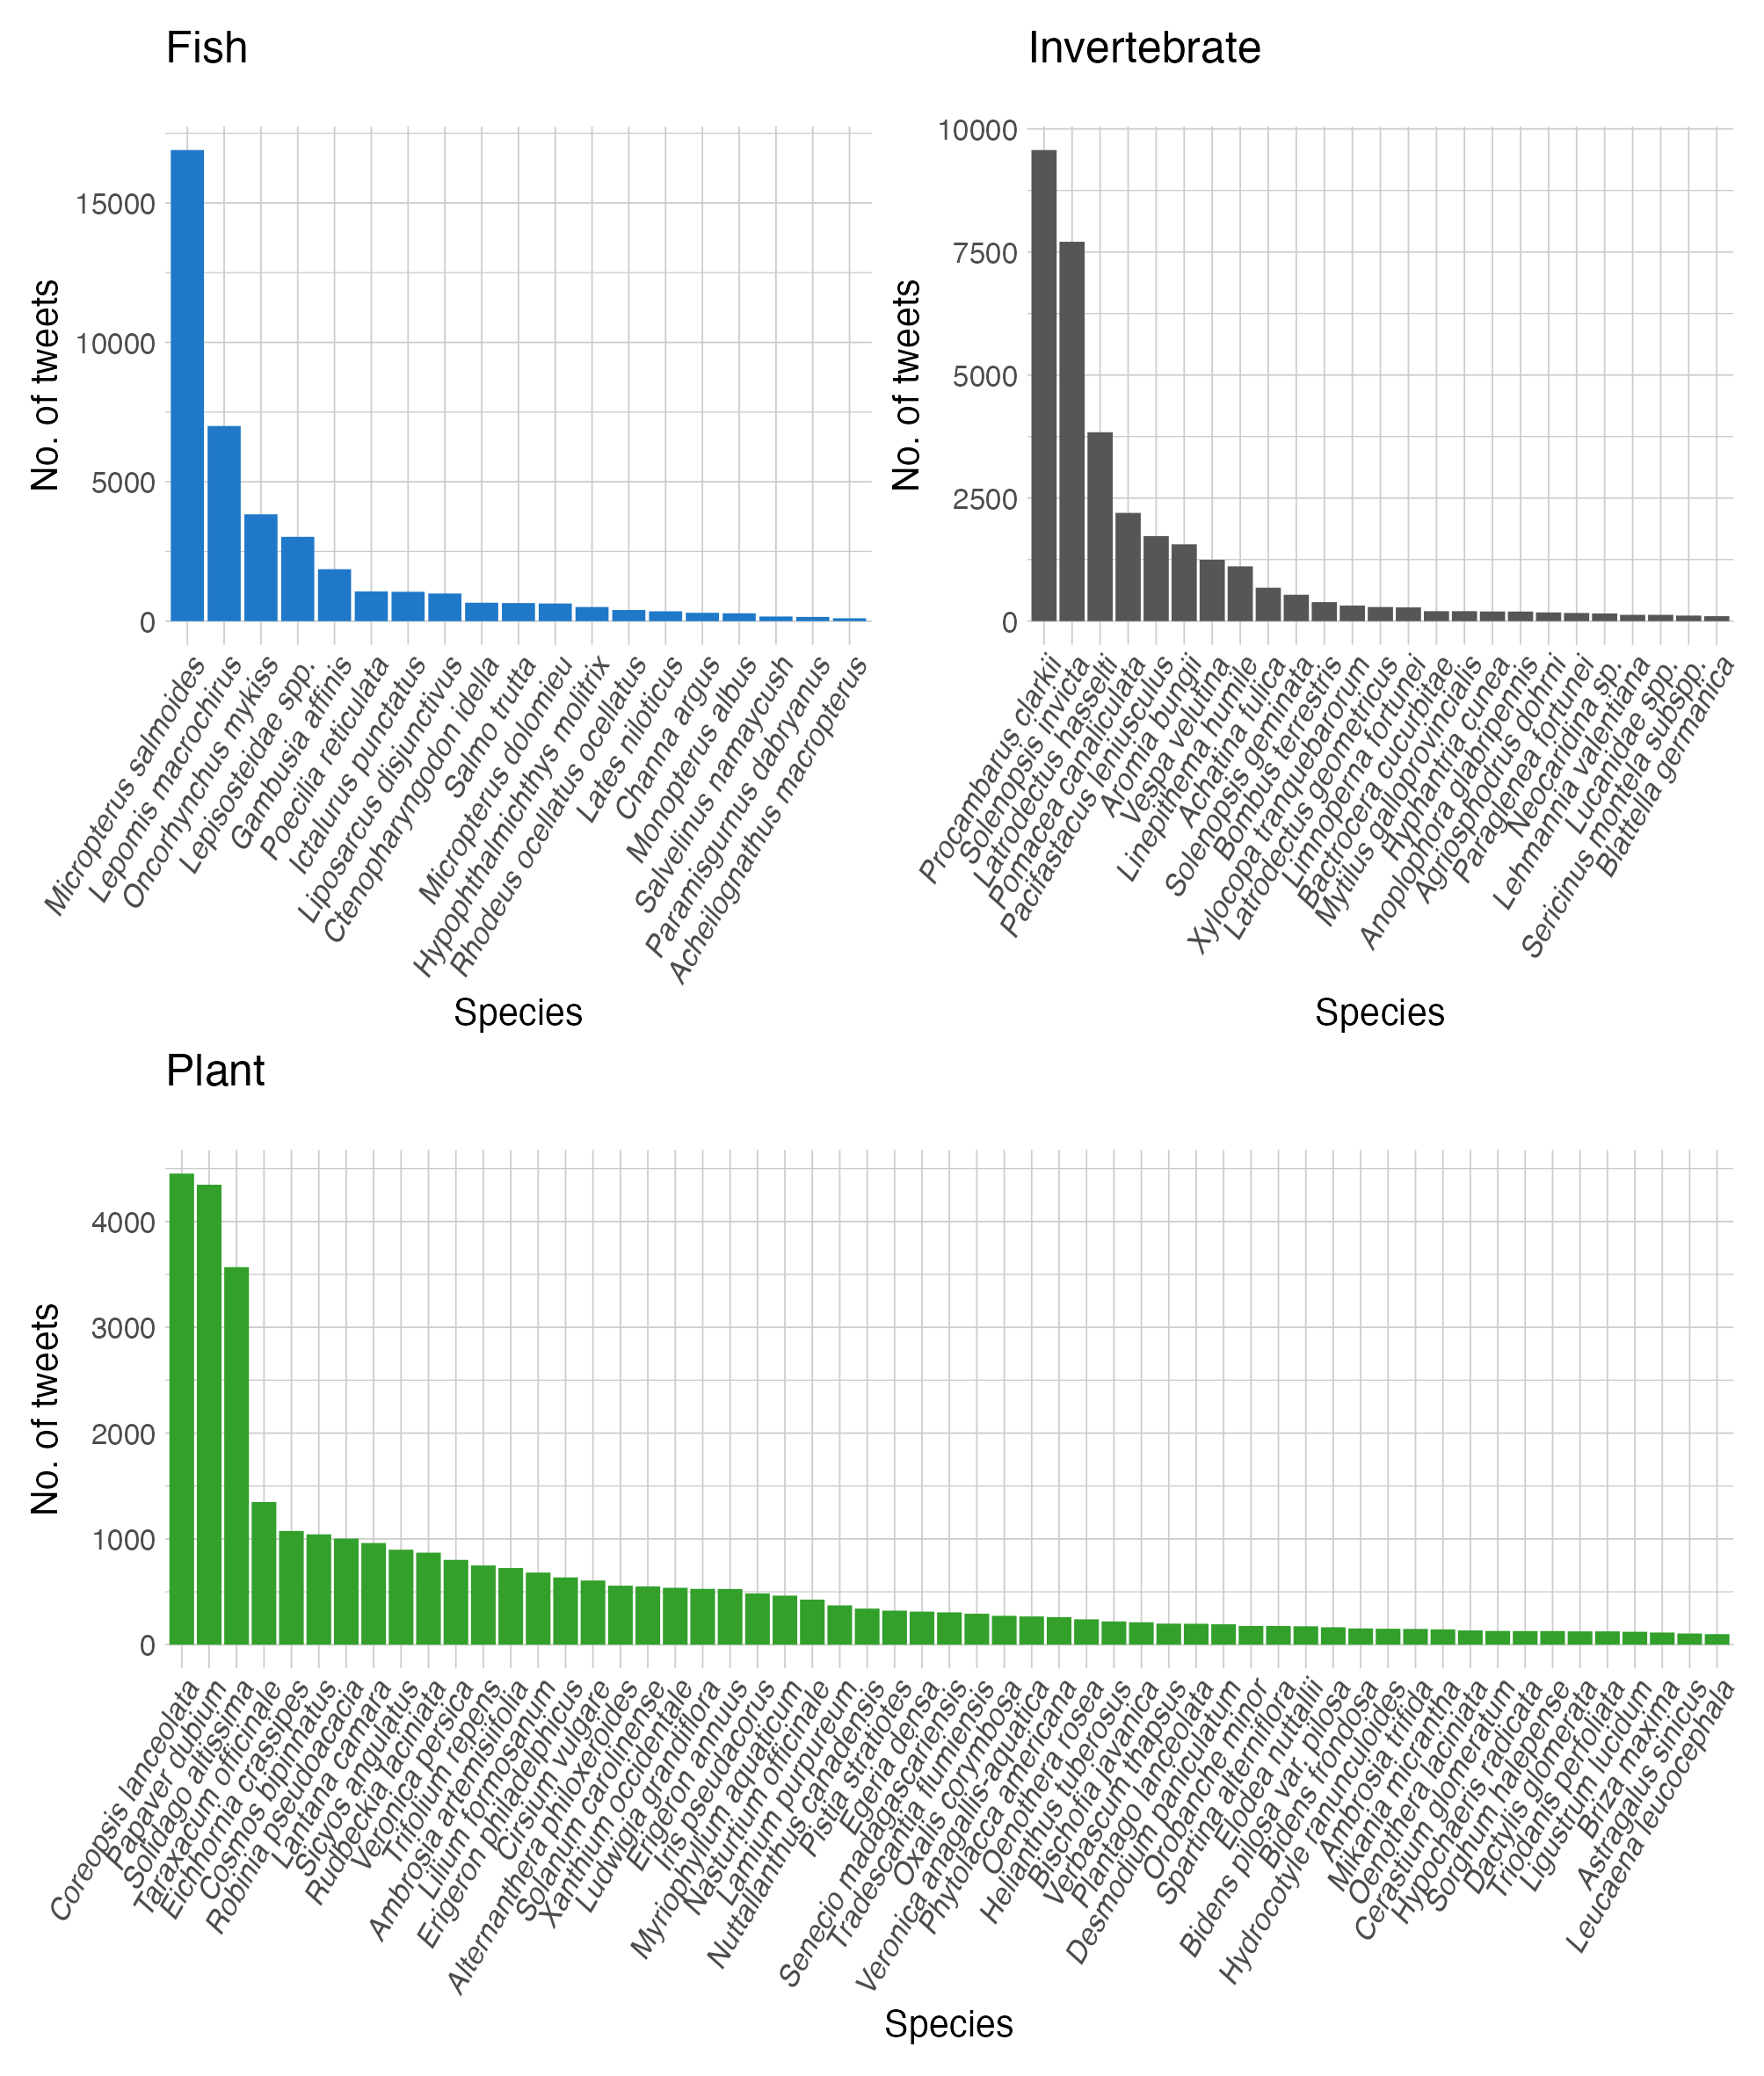 Fish
No. of tweets
15000
10000
5000
0
Micropterus salmoides
Lepomis macrochirus
Oncorhynchus mykiss
Lepisosteidae spp.
Gambusia affinis
Poecilia reticulata
Ictalurus punctatus
Liposarcus disjunctivus
Ctenopharyngodon idella
Salmo trutta
Micropterus dolomieu
Hypophthalmichthys molitrix
Rhodeus ocellatus ocellatus
Lates niloticus
Channa argus
Monopterus albus
Salvelinus namaycush
Paramisgurnus dabryanus
Acheilognathus macropterus
Species
Invertebrate
No. of tweets
10000
7500
5000
2500
0
Procambarus clarkii
Solenopsis invicta
Latrodectus hasselti
Pomacea canaliculata
Pacifastacus leniusculus
Aromia bungii
Vespa velutina
Linepithema humile
Achatina fulica
Solenopsis geminata
Bombus terrestris
Xylocopa tranquebarorum
Latrodectus geometricus
Limnoperna fortunei
Bactrocera cucurbitae
Mytilus galloprovincialis
Hyphantria cunea
Anoplophora glabripennis
Agriosphodrus dohrni
Paraglenea fortunei
Neocaridina sp.
Lehmannia valentiana
Lucanidae spp.
Sericinus montela subspp.
Blattella germanica
Species
Plant
No. of tweets
4000
3000
2000
1000
0
Coreopsis lanceolata
Papaver dubium
Solidago altissima
Taraxacum officinale
Eichhornia crassipes
Cosmos bipinnatus
Robinia pseudoacacia
Lantana camara
Sicyos angulatus
Rudbeckia laciniata
Veronica persica
Trifolium repens
Ambrosia artemisiifolia
Lilium formosanum
Erigeron philadelphicus
Cirsium vulgare
Alternanthera philoxeroides
Solanum carolinense
Xanthium occidentale
Ludwigia grandiflora
Erigeron annuus
Iris pseudacorus
Myriophyllum aquaticum
Nasturtium officinale
Lamium purpureum
Nuttallanthus canadensis
Pistia stratiotes
Egeria densa
Senecio madagascariensis
Tradescantia fluminensis
Oxalis corymbosa
Veronica anagallis-aquatica
Phytolacca americana
Oenothera rosea
Helianthus tuberosus
Bischofia javanica
Verbascum thapsus
Plantago lanceolata
Desmodium paniculatum
Orobanche minor
Spartina alterniflora
Elodea nuttallii
Bidens pilosa var. pilosa
Bidens frondosa
Hydrocotyle ranunculoides
Ambrosia trifida
Mikania micrantha
Oenothera laciniata
Cerastium glomeratum
Hypochaeris radicata
Sorghum halepense
Dactylis glomerata
Triodanis perfoliata
Ligustrum lucidum
Briza maxima
Astragalus sinicus
Leucaena leucocephala
Species